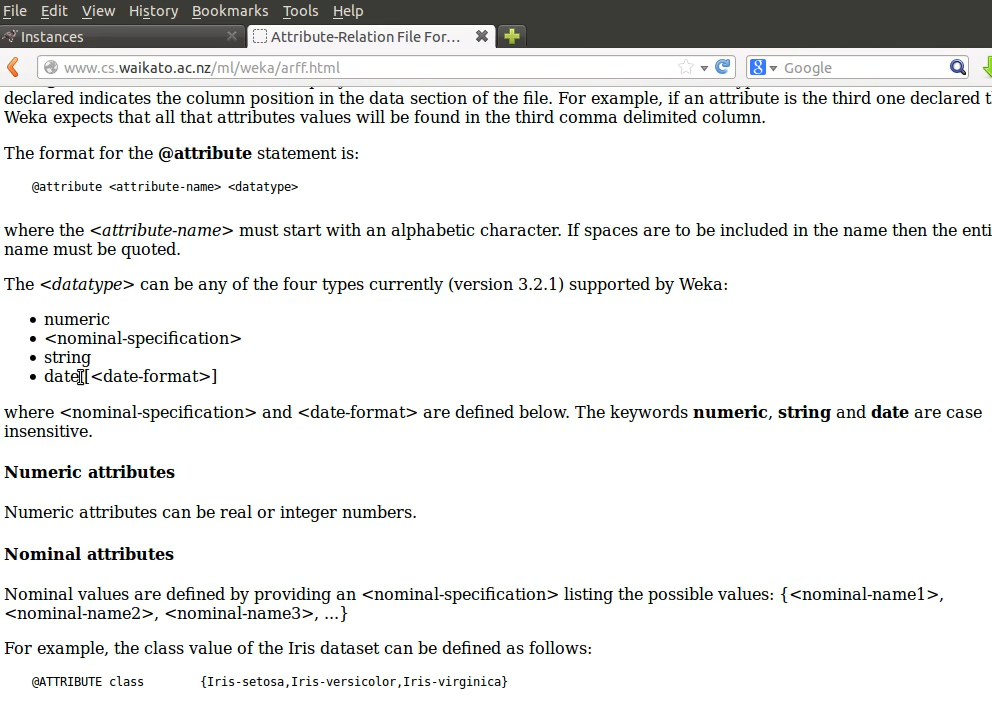 File Edit View History Bookmarks Tools Help
Instances Attribute-Relation File For...
www.cs.waikato.ac.nz/ml/weka/arff.html Google
declared indicates the column position in the data section of the file. For example, if an attribute is the third one declared t
Weka expects that all that attributes values will be found in the third comma delimited column.
The format for the @attribute statement is:
@attribute <attribute-name> <datatype>
where the <attribute-name> must start with an alphabetic character. If spaces are to be included in the name then the enti
name must be quoted.
The <datatype> can be any of the four types currently (version 3.2.1) supported by Weka:
• numeric
• <nominal-specification>
• string
• date [<date-format>]
where <nominal-specification> and <date-format> are defined below. The keywords numeric, string and date are case
insensitive.
Numeric attributes
Numeric attributes can be real or integer numbers.
Nominal attributes
Nominal values are defined by providing an <nominal-specification> listing the possible values: {<nominal-name1>,
<nominal-name2>, <nominal-name3>, ...}
For example, the class value of the Iris dataset can be defined as follows:
@ATTRIBUTE class {Iris-setosa,Iris-versicolor,Iris-virginica}